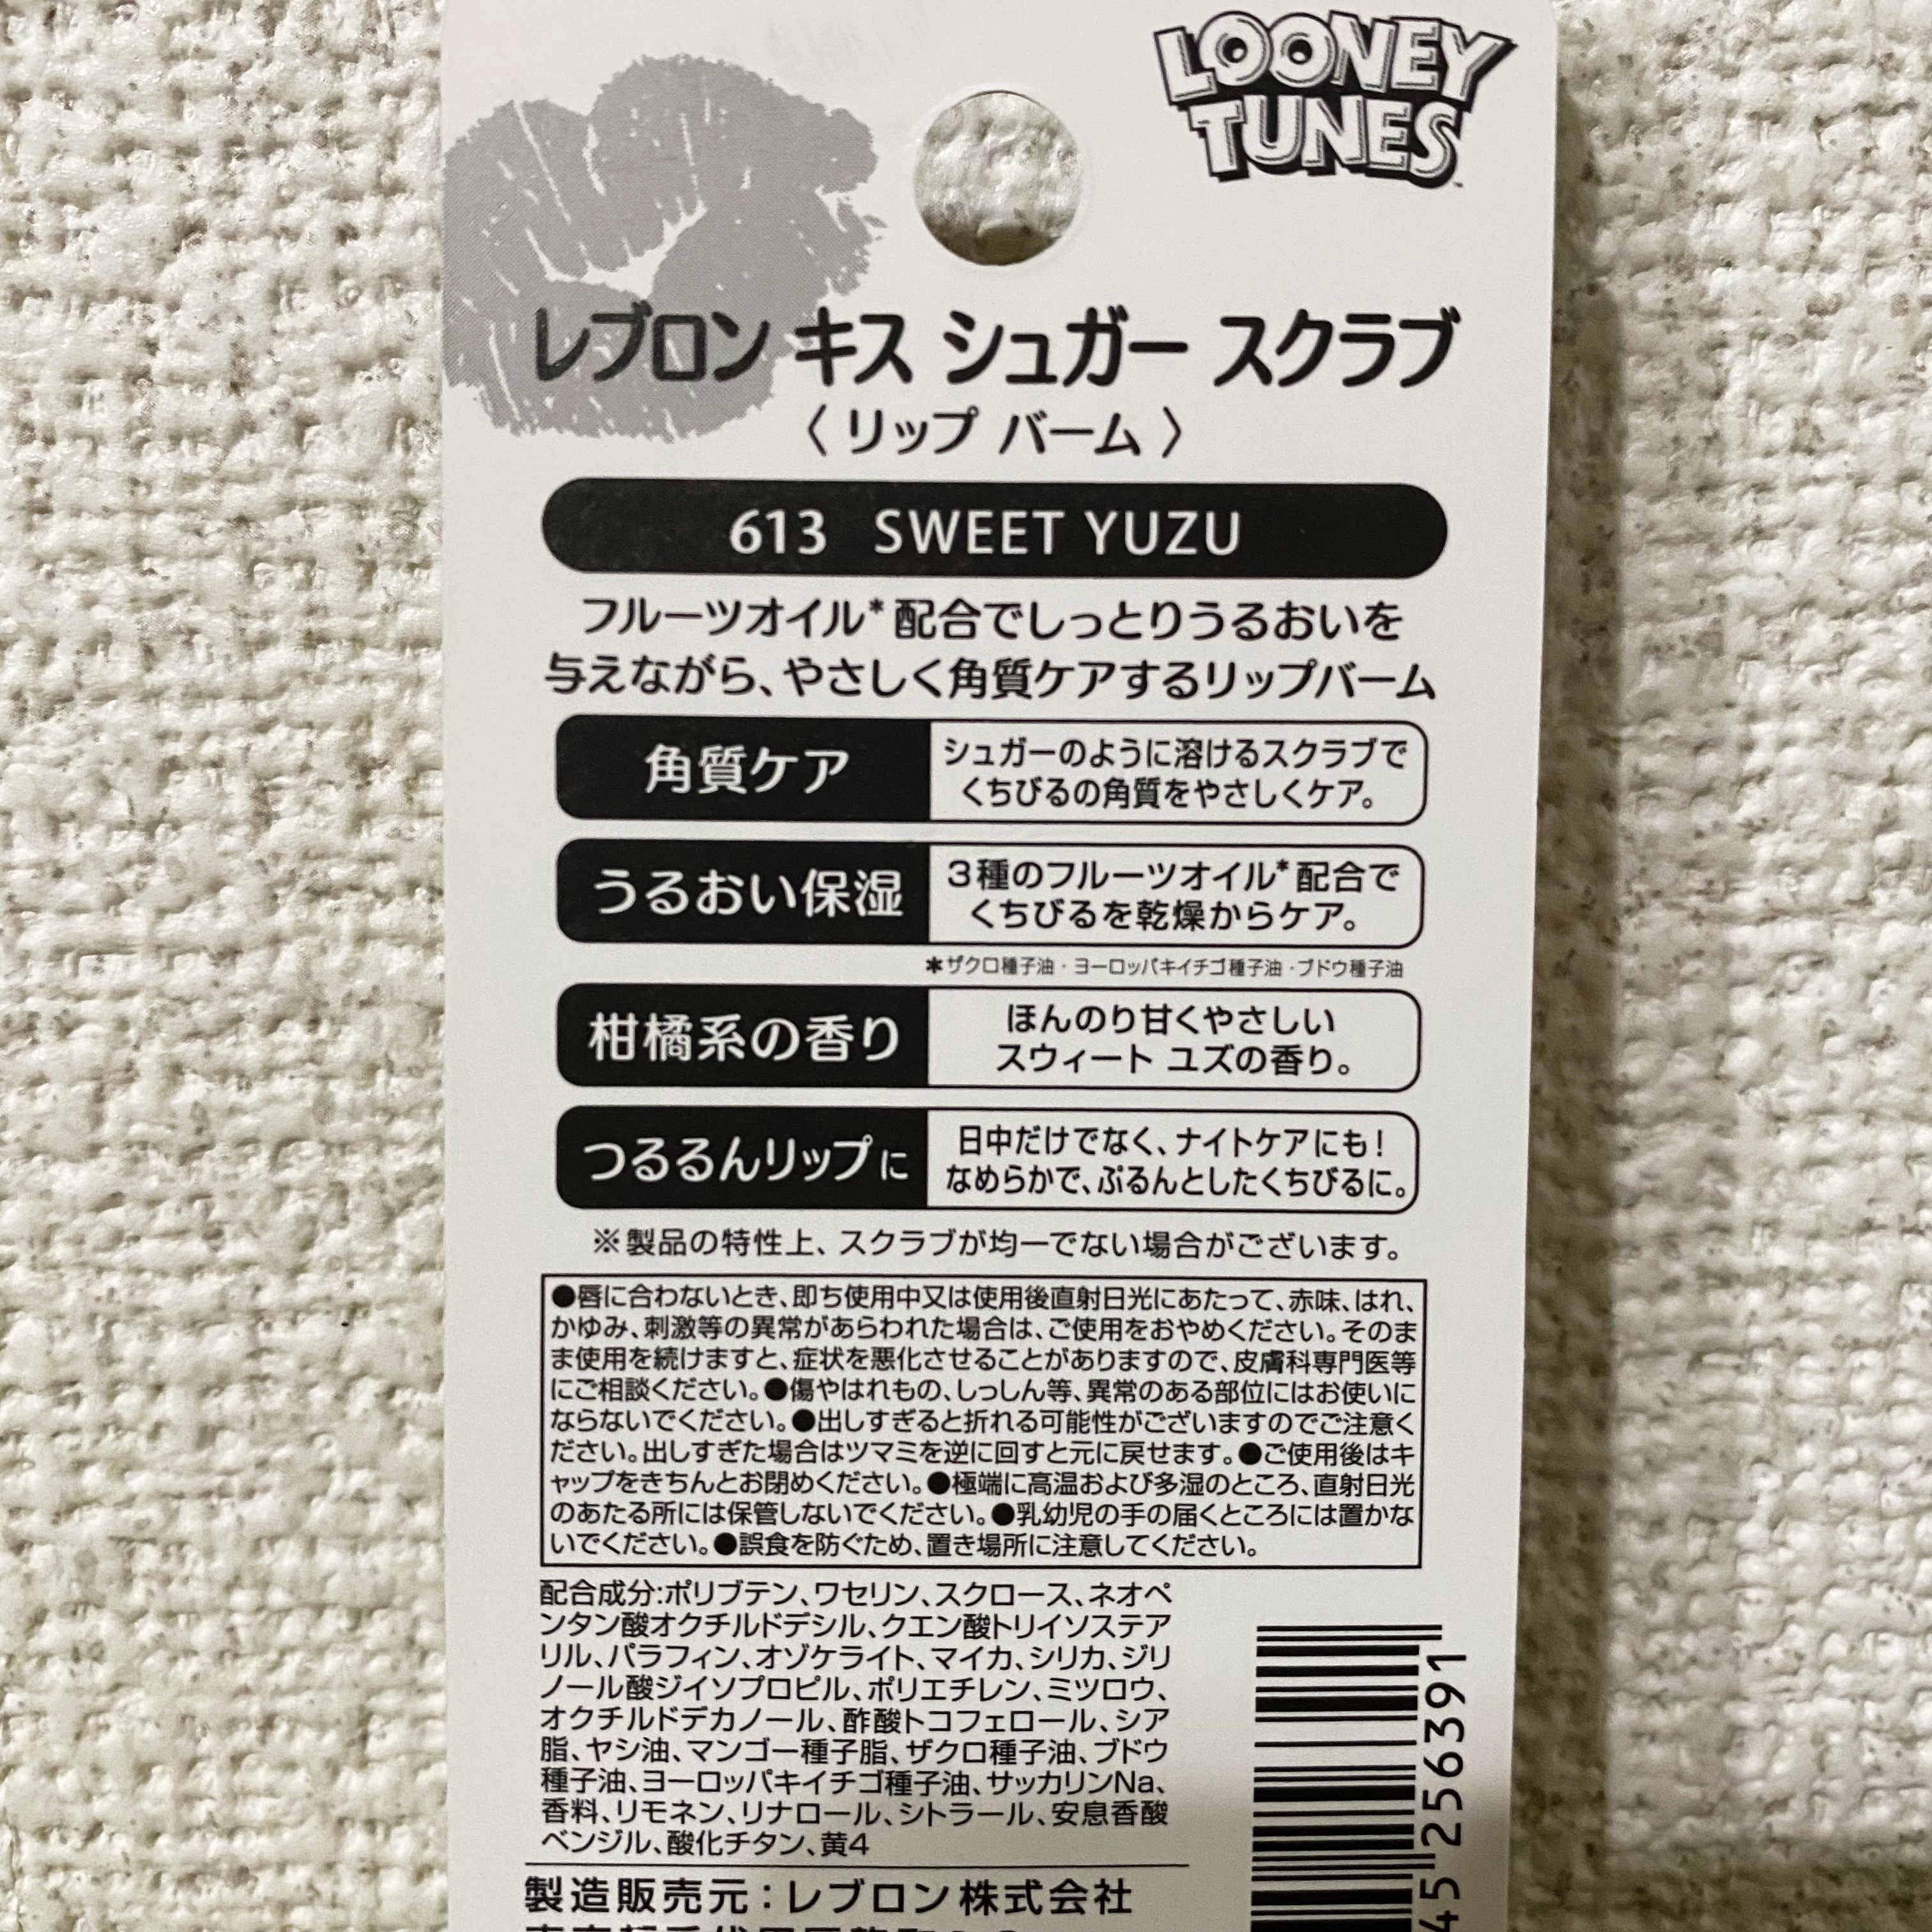 LOONEY
TUNES
レブロン キス シュガー スクラブ
〈リップ バーム〉
613 SWEET YUZU
フルーツオイル*配合でしっとりうるおいを
与えながら、やさしく角質ケアするリップバーム
角質ケア
シュガーのように溶けるスクラブで
くちびるの角質をやさしくケア。
うるおい保湿
3種のフルーツオイル*配合で
くちびるを乾燥からケア。
*ザクロ種子油・ヨーロッパキイチゴ種子油・ブドウ種子油
柑橘系の香り
ほんのり甘くやさしい
スウィート ユズの香り。
つるるんリップに
日中だけでなく、ナイトケアにも!
なめらかで、ぷるんとしたくちびるに。
※製品の特性上、スクラブが均一でない場合がございます。
●唇に合わないとき、即ち使用中又は使用後直射日光にあたって、赤味、はれ、
かゆみ、刺激等の異常があらわれた場合は、ご使用をおやめください。そのま
ま使用を続けますと、症状を悪化させることがありますので、皮膚科専門医等
にご相談ください。●傷やはれもの、しっしん等、異常のある部位にはお使いに
ならないでください。●出しすぎると折れる可能性がございますのでご注意く
ださい。出しすぎた場合はツマミを逆に回すと元に戻せます。●ご使用後はキ
ャップをきちんとお閉めください。●極端に高温および多湿のところ、直射日光
のあたる所には保管しないでください。●乳幼児の手の届くところには置かな
いでください。●誤食を防ぐため、置き場所に注意してください。
配合成分:ポリブテン、ワセリン、スクロース、ネオペ
ンタン酸オクチルドデシル、クエン酸トリイソステア
リル、パラフィン、オゾケライト、マイカ、シリカ、ジリ
ノール酸ジイソプロピル、ポリエチレン、ミツロウ、
オクチルドデカノール、酢酸トコフェロール、シア
脂、ヤシ油、マンゴー種子脂、ザクロ種子油、ブドウ
種子油、ヨーロッパキイチゴ種子油、サッカリンNa、
香料、リモネン、リナロール、シトラール、安息香酸
ベンジル、酸化チタン、黄4
製造販売元:レブロン株式会社
45 256391